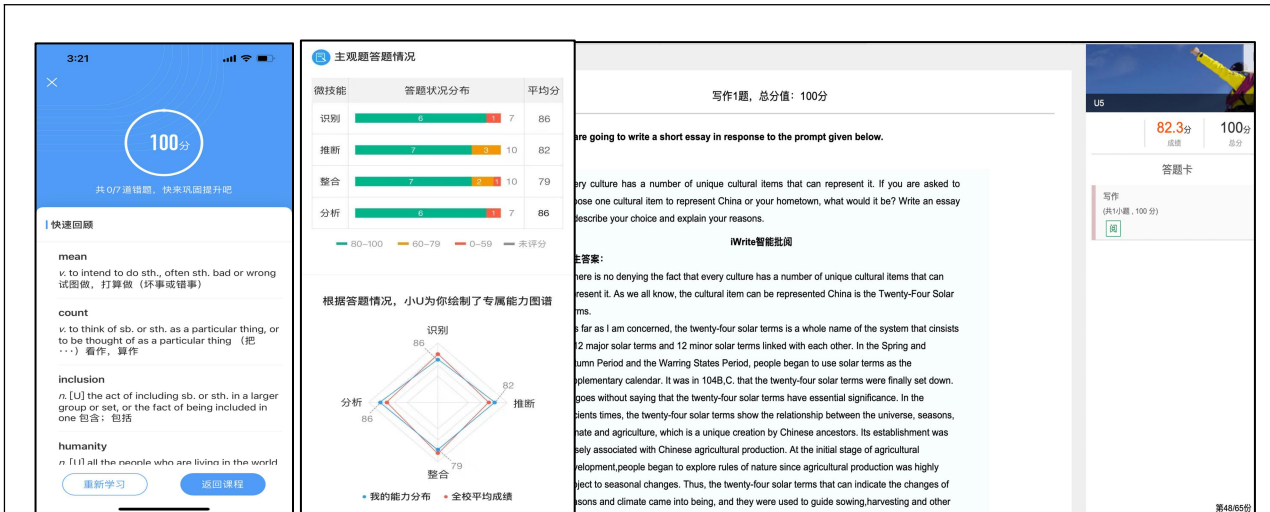 3:21
100分
共0/7道错题，快来巩固提升吧
快速回顾
mean
v. to intend to do sth., often sth. bad or wrong
试图做，打算做（坏事或错事）
count
v. to think of sb. or sth. as a particular thing, or
to be thought of as a particular thing （把
···）看作，算作
inclusion
n. [U] the act of including sb. or sth. in a larger
group or set, or the fact of being included in
one 包含；包括
humanity
n. [U] all the people who are living in the world
重新学习
返回课程
主观题答题情况
微技能 答题状况分布 平均分
识别 6 1 7 86
推断 7 3 10 82
整合 7 2 1 10 79
分析 6 1 7 86
80-100 60-79 0-59 未评分
根据答题情况，小U为你绘制了专属能力图谱
识别
86
82
推断
分析
86
79
整合
我的能力分布 全校平均成绩
写作1题，总分值：100分
are going to write a short essay in response to the prompt given below.
ery culture has a number of unique cultural items that can represent it. If you are asked to
ose one cultural item to represent China or your hometown, what would it be? Write an essay
describe your choice and explain your reasons.
iWrite智能批阅
答案：
here is no denying the fact that every culture has a number of unique cultural items that can
resent it. As we all know, the cultural item can be represented China is the Twenty-Four Solar
ms.
s far as I am concerned, the twenty-four solar terms is a whole name of the system that cinsists
12 major solar terms and 12 minor solar terms linked with each other. In the Spring and
tumn Period and the Warring States Period, people began to use solar terms as the
plementary calendar. It was in 104B,C. that the twenty-four solar terms were finally set down.
goes without saying that the twenty-four solar terms have essential significance. In the
cients times, the twenty-four solar terms show the relationship between the universe, seasons,
mate and agriculture, which is a unique creation by Chinese ancestors. Its establishment was
sely associated with Chinese agricultural production. At the initial stage of agricultural
velopment,people began to explore rules of nature since agricultural production was highly
ject to seasonal changes. Thus, the twenty-four solar terms that can indicate the changes of
asons and climate came into being, and they were used to guide sowing,harvesting and other
U5
82.3分 100分
成绩 总分
答题卡
写作
(共1小题 , 100 分)
阅
第48/65份